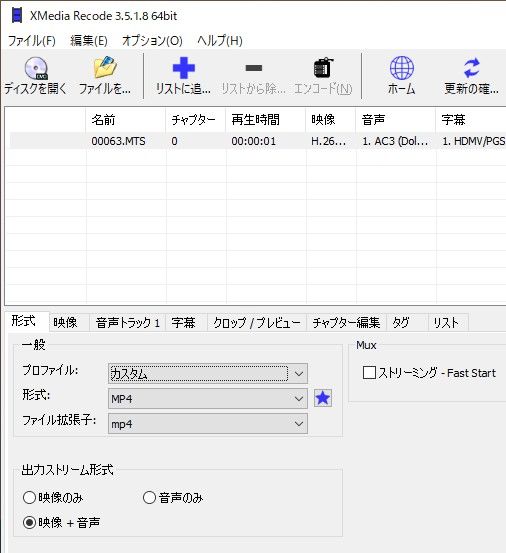 XMedia Recode 3.5.1.8 64bit
ファイル(F) 編集(E) オプション(O) ヘルプ(H)
ディスクを開く ファイルを... リストに追... リストから除... エンコード(N) ホーム 更新の確...
名前 チャプター 再生時間 映像 音声 字幕
00063.MTS 0 00:00:01 H.26... 1. AC3 (Dol... 1. HDMV/PGS
形式 映像 音声トラック 1 字幕 クロップ / プレビュー チャプター編集 タグ リスト
一般 Mux
プロファイル: カスタム ストリーミング - Fast Start
形式: MP4
ファイル拡張子: mp4
出力ストリーム形式
映像のみ 音声のみ
映像 + 音声